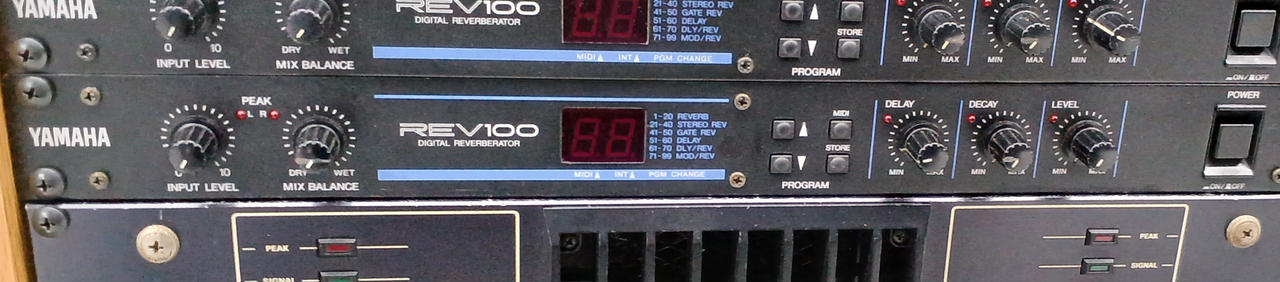 YAMAHA
0 10
INPUT LEVEL
DRY WET
MIX BALANCE
REV100
DIGITAL REVERBERATOR
21-40 STEREO REV
41-50 GATE REV
51-60 DELAY
61-70 DLY/REV
71-99 MOD/REV
MIDI▲ INT▲ PGM CHANGE
STORE
PROGRAM
MIN MAX
MIN MAX
MIN MAX
ON/OFF
YAMAHA
PEAK
L R
0 10
INPUT LEVEL
DRY WET
MIX BALANCE
REV100
DIGITAL REVERBERATOR
1-20 REVERB
21-40 STEREO REV
41-50 GATE REV
51-60 DELAY
61-70 DLY/REV
71-99 MOD/REV
MIDI▲ INT▲ PGM CHANGE
MIDI
STORE
PROGRAM
DELAY
MIN MAX
DECAY
MIN MAX
LEVEL
MIN MAX
POWER
ON/OFF
PEAK
SIGNAL
PEAK
SIGNAL